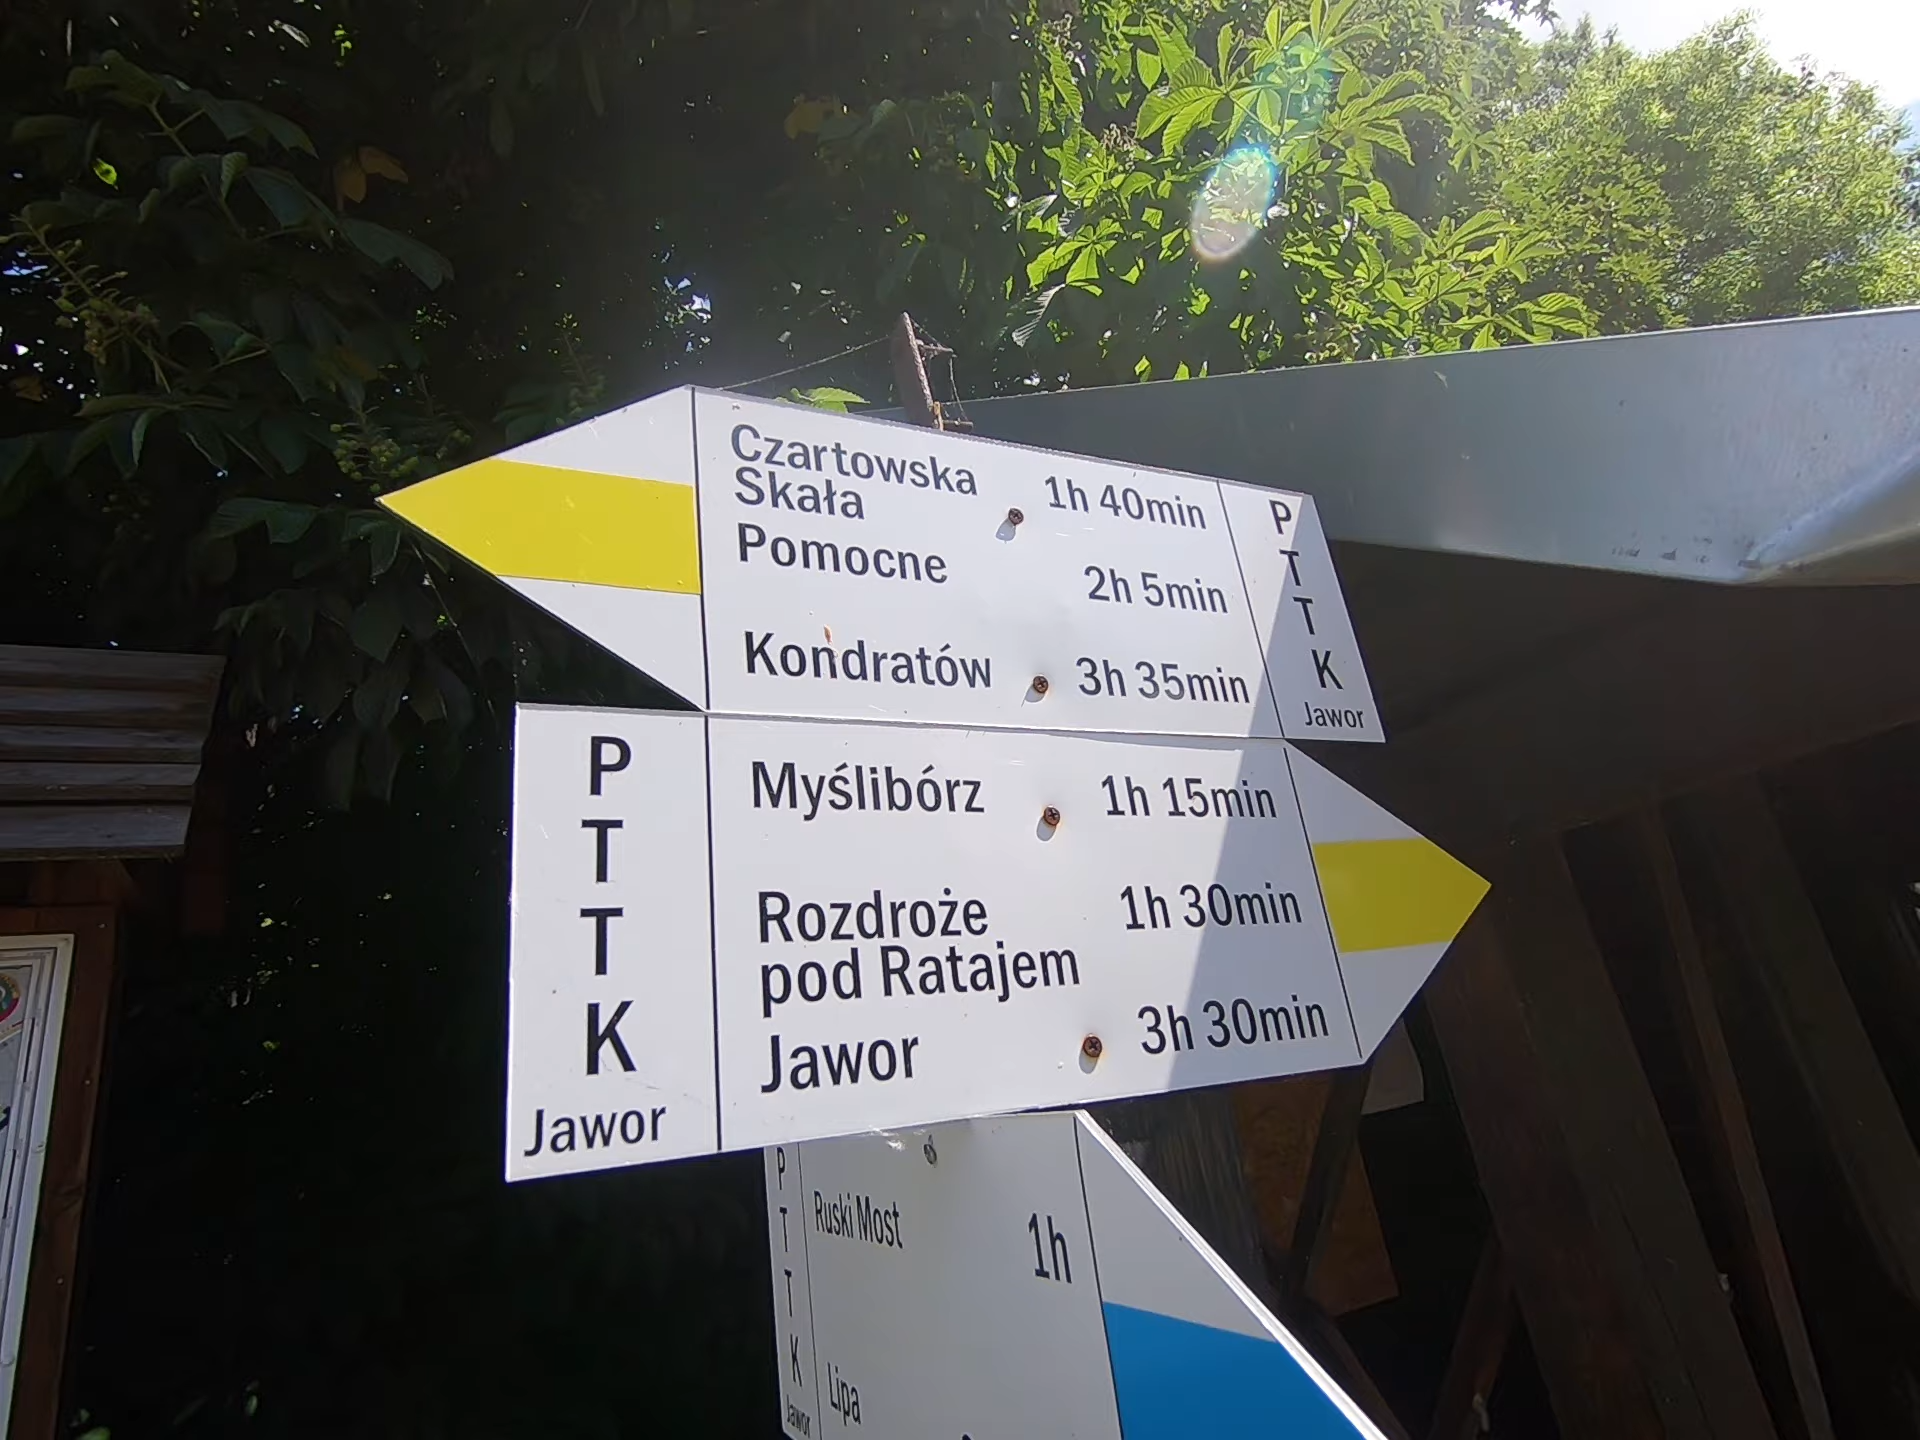 Czartowska
Skała 1h 40min
Pomocne 2h 5min
Kondratów 3h 35min
P
T
T
K
Jawor
P
T
T
K
Jawor
Myślibórz 1h 15min
Rozdroże
pod Ratajem 1h 30min
Jawor 3h 30min
P
T
T
K
Jawor
Ruski Most 1h
Lipa